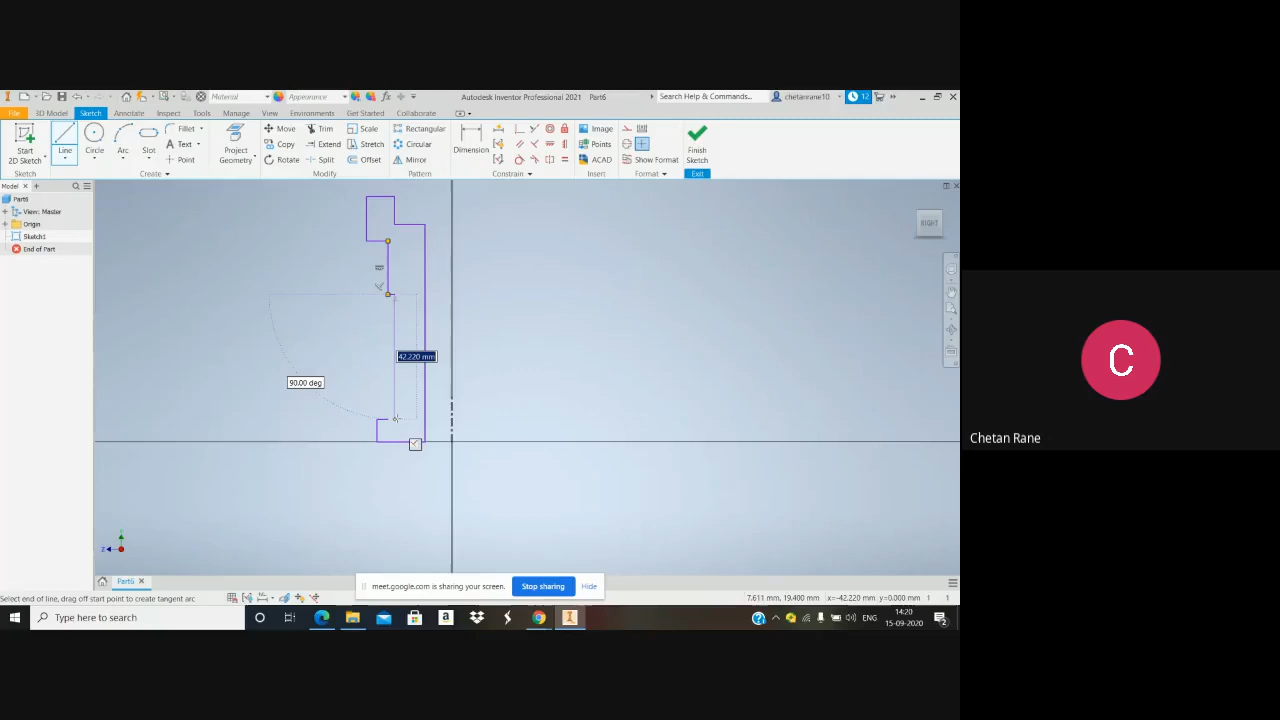 Material
Appearance
Autodesk Inventor Professional 2021 Part6
Search Help & Commands...
chetanrane10
12
File
3D Model
Sketch
Annotate
Inspect
Tools
Manage
View
Environments
Get Started
Collaborate
Start
2D Sketch
Line
Circle
Arc
Slot
Fillet
Text
Point
Project
Geometry
Move
Copy
Rotate
Trim
Extend
Split
Scale
Stretch
Offset
Rectangular
Circular
Mirror
Dimension
Image
Points
ACAD
Show Format
Finish
Sketch
Sketch
Create
Modify
Pattern
Constrain
Insert
Format
Exit
Model
Part6
View: Master
Origin
Sketch1
End of Part
RIGHT
42.220 mm
90.00 deg
Chetan Rane
C
Z
Y
Part6
meet.google.com is sharing your screen.
Stop sharing
Hide
Select end of line, drag off start point to create tangent arc
7.611 mm, 19.400 mm
x=-42.220 mm
y=0.000 mm
1
1
Type here to search
ENG
14:20
15-09-2020
2